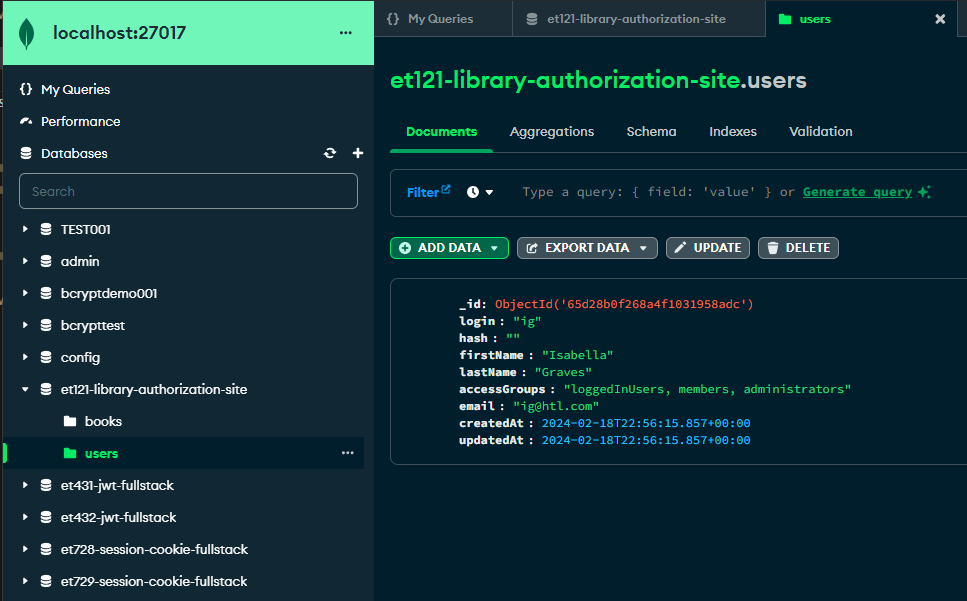 localhost:27017
...
{} My Queries
Performance
Databases
Search
TEST001
admin
bcryptdemo001
bcrypttest
config
et121-library-authorization-site
books
users
...
et431-jwt-fullstack
et432-jwt-fullstack
et728-session-cookie-fullstack
et729-session-cookie-fullstack
{} My Queries
et121-library-authorization-site
users
et121-library-authorization-site.users
Documents Aggregations Schema Indexes Validation
Filter Type a query: { field: 'value' } or Generate query
ADD DATA EXPORT DATA UPDATE DELETE
_id: ObjectId('65d28b0f268a4f1031958adc')
login : "ig"
hash : ""
firstName : "Isabella"
lastName : "Graves"
accessGroups : "loggedInUsers, members, administrators"
email : "ig@htl.com"
createdAt : 2024-02-18T22:56:15.857+00:00
updatedAt : 2024-02-18T22:56:15.857+00:00